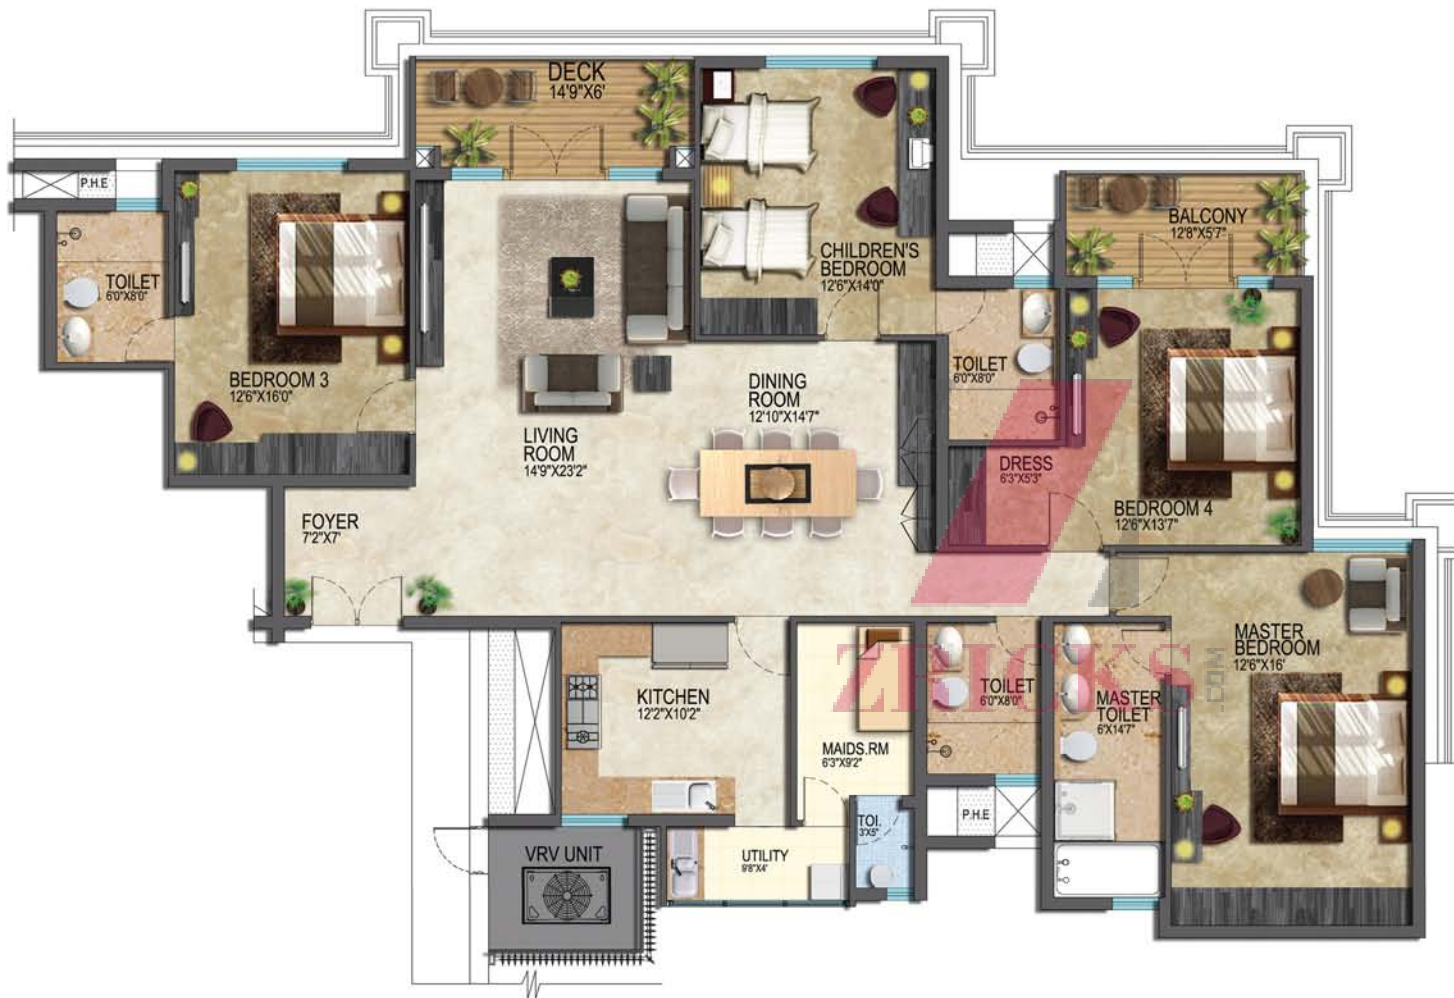 DECK
14'9"X6'
P.H.E
TOILET
6'0"X8'0"
BEDROOM 3
12'6"X16'0"
CHILDREN'S
BEDROOM
12'6"X14'0"
BALCONY
12'8"X5'7"
TOILET
6'0"X8'0"
DINING
ROOM
12'10"X14'7"
LIVING
ROOM
14'9"X23'2"
DRESS
6'3"X5'3"
BEDROOM 4
12'6"X13'7"
FOYER
7'2"X7'
KITCHEN
12'2"X10'2"
MAIDS.RM
6'3"X9'2"
TOILET
6'0"X8'0"
MASTER
TOILET
6'X14'7"
MASTER
BEDROOM
12'6"X16'
ZRICKS
.COM
P.H.E
TOI.
3'X5'
UTILITY
9'8"X4'
VRV UNIT